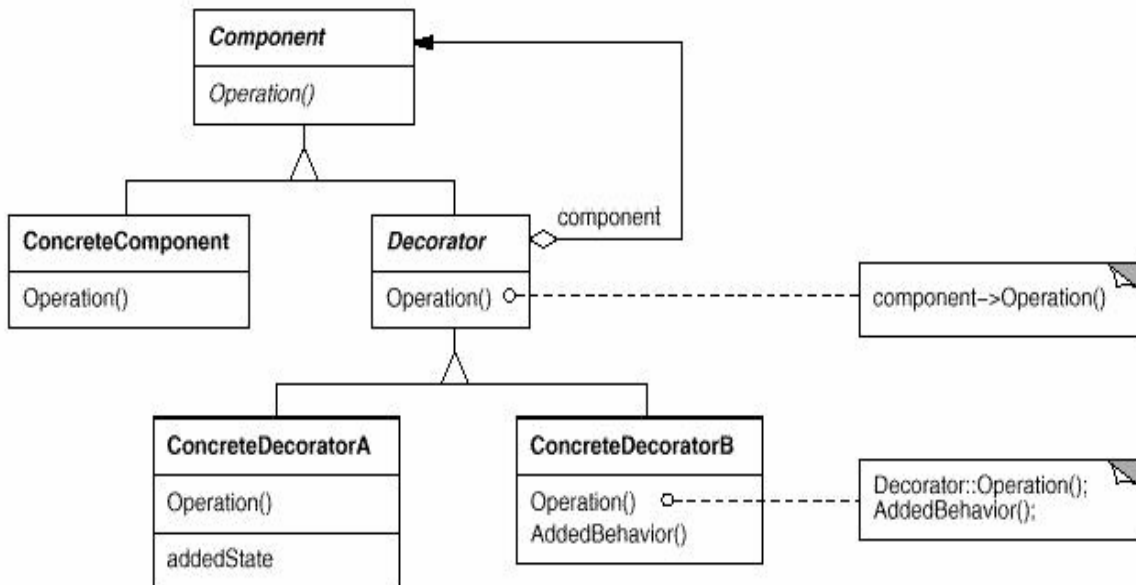 Component
Operation()
ConcreteComponent
Operation()
Decorator
Operation()
component
component–>Operation()
ConcreteDecoratorA
Operation()
addedState
ConcreteDecoratorB
Operation()
AddedBehavior()
Decorator::Operation();
AddedBehavior();